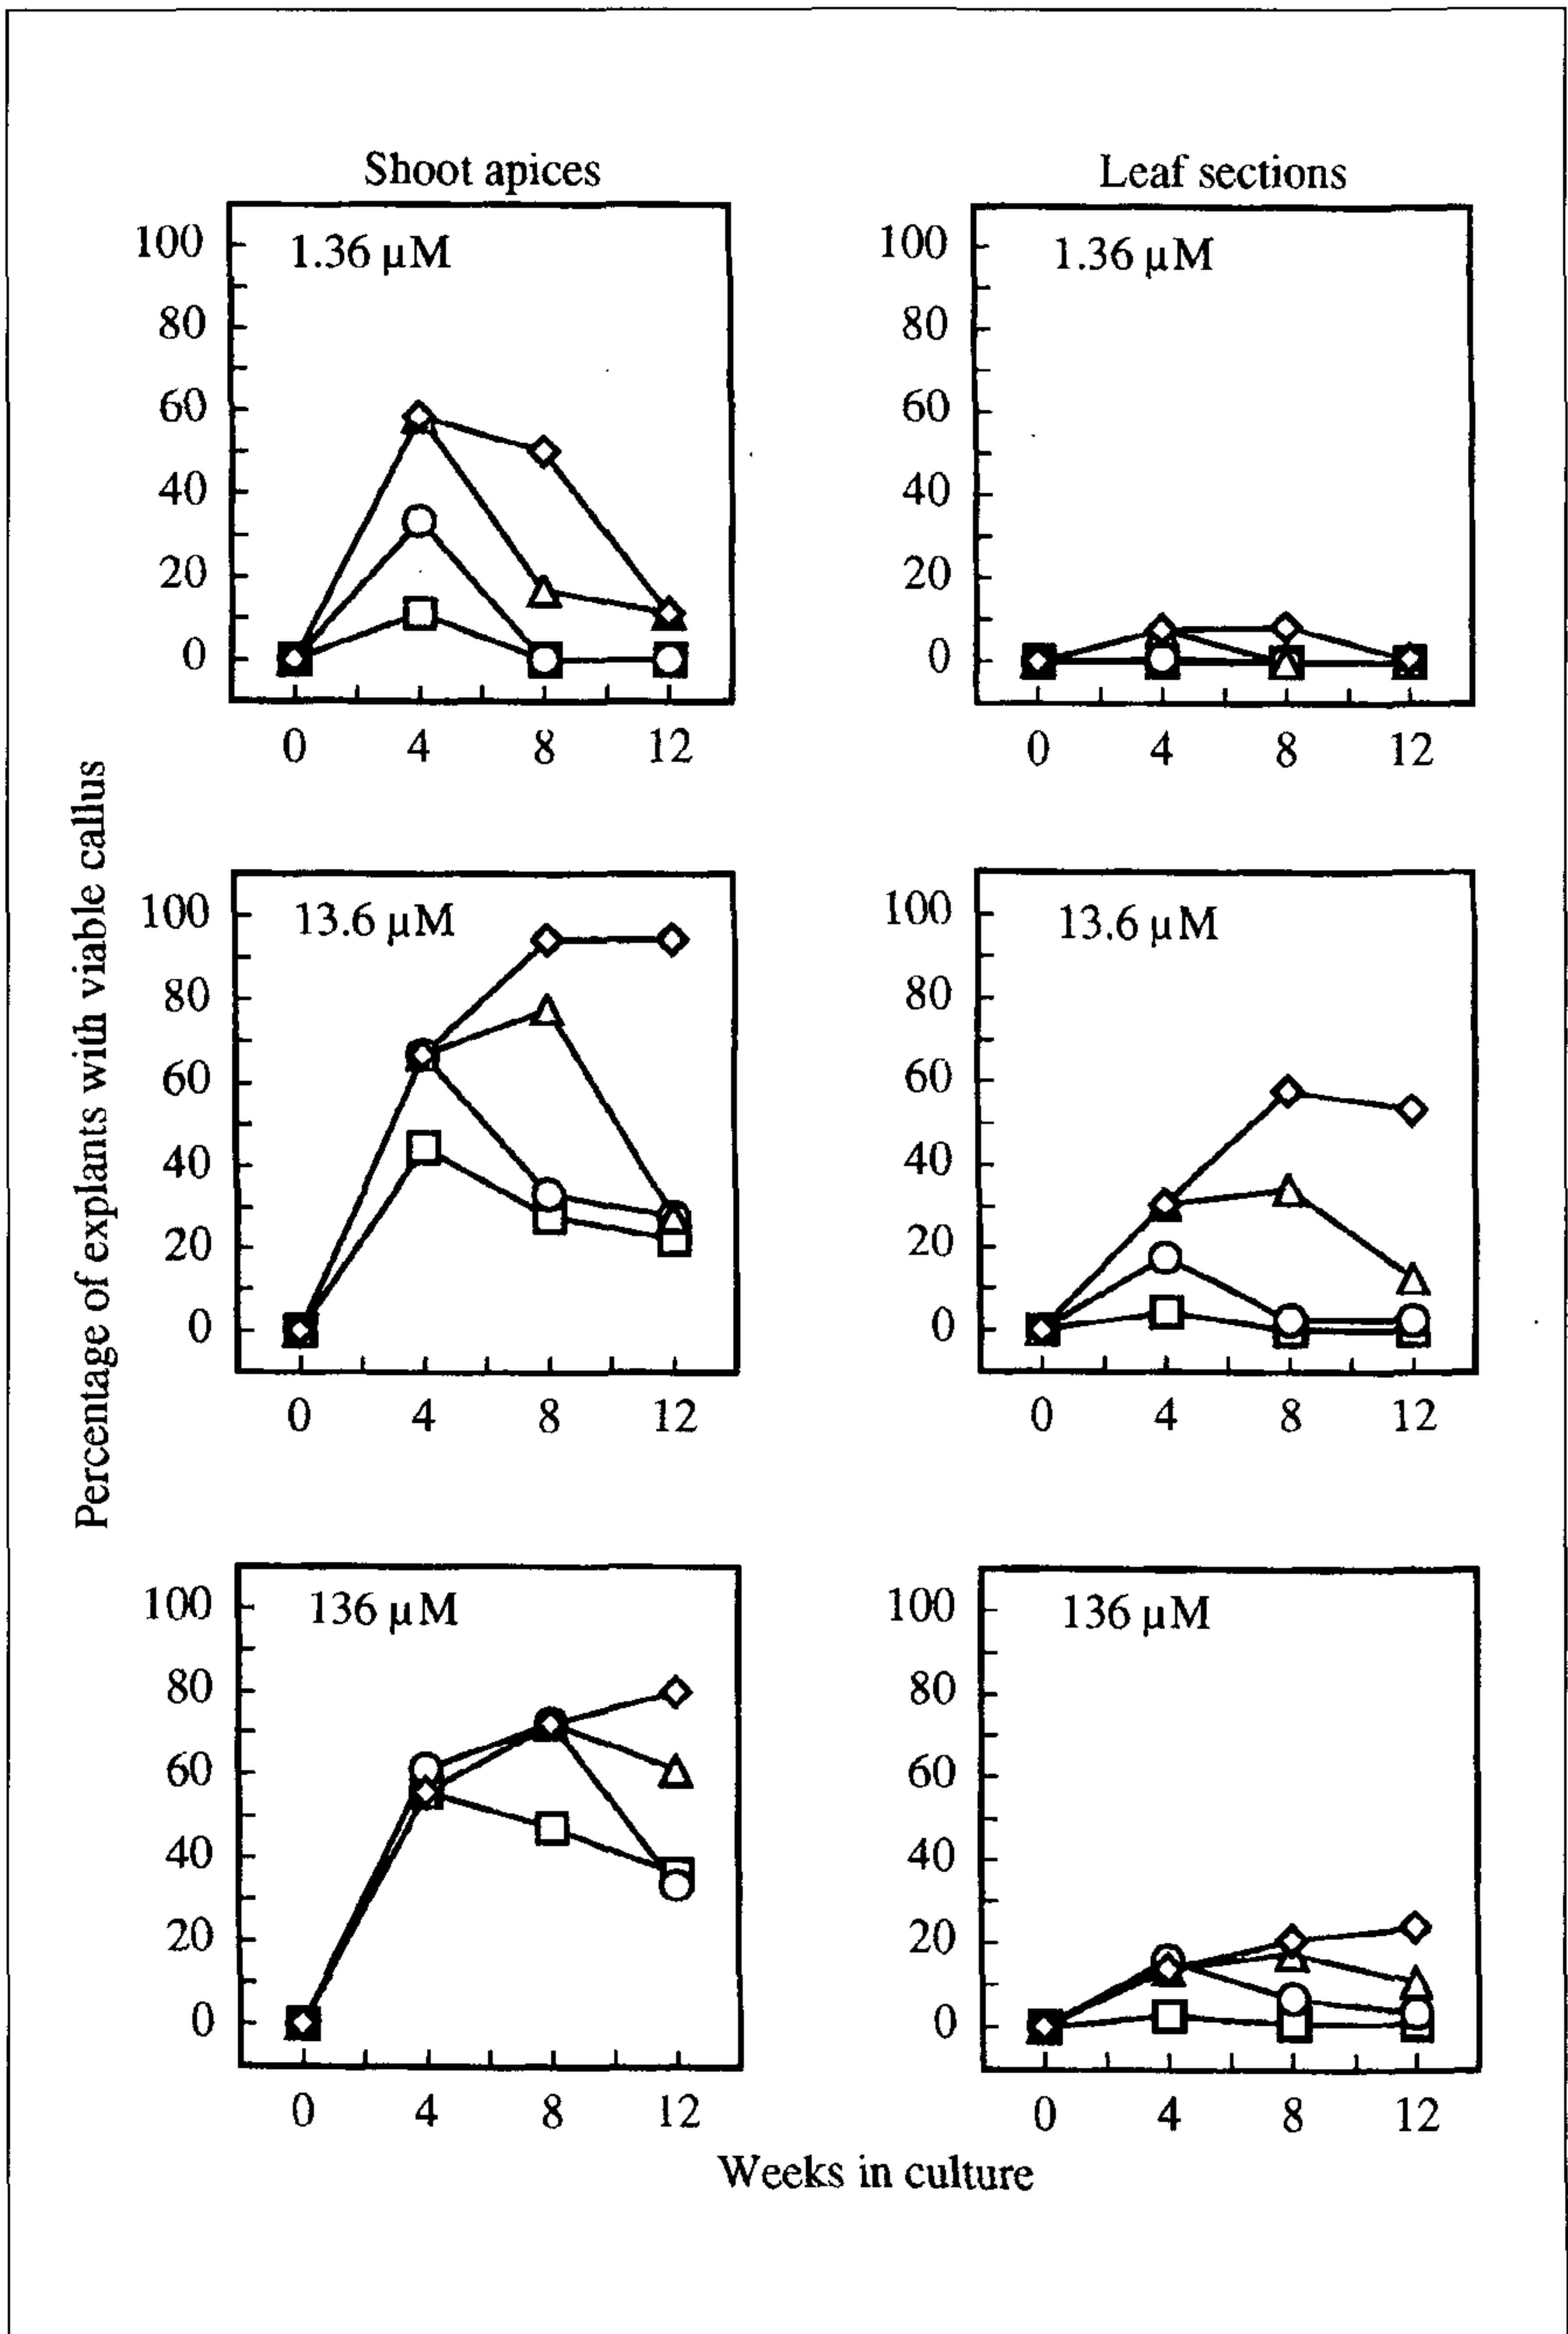 Shoot apices
Leaf sections
1.36 µM
100
80
60
40
20
0
0 4 8 12
1.36 µM
100
80
60
40
20
0
0 4 8 12
Percentage of explants with viable callus
13.6 µM
100
80
60
40
20
0
0 4 8 12
13.6 µM
100
80
60
40
20
0
0 4 8 12
136 µM
100
80
60
40
20
0
0 4 8 12
136 µM
100
80
60
40
20
0
0 4 8 12
Weeks in culture